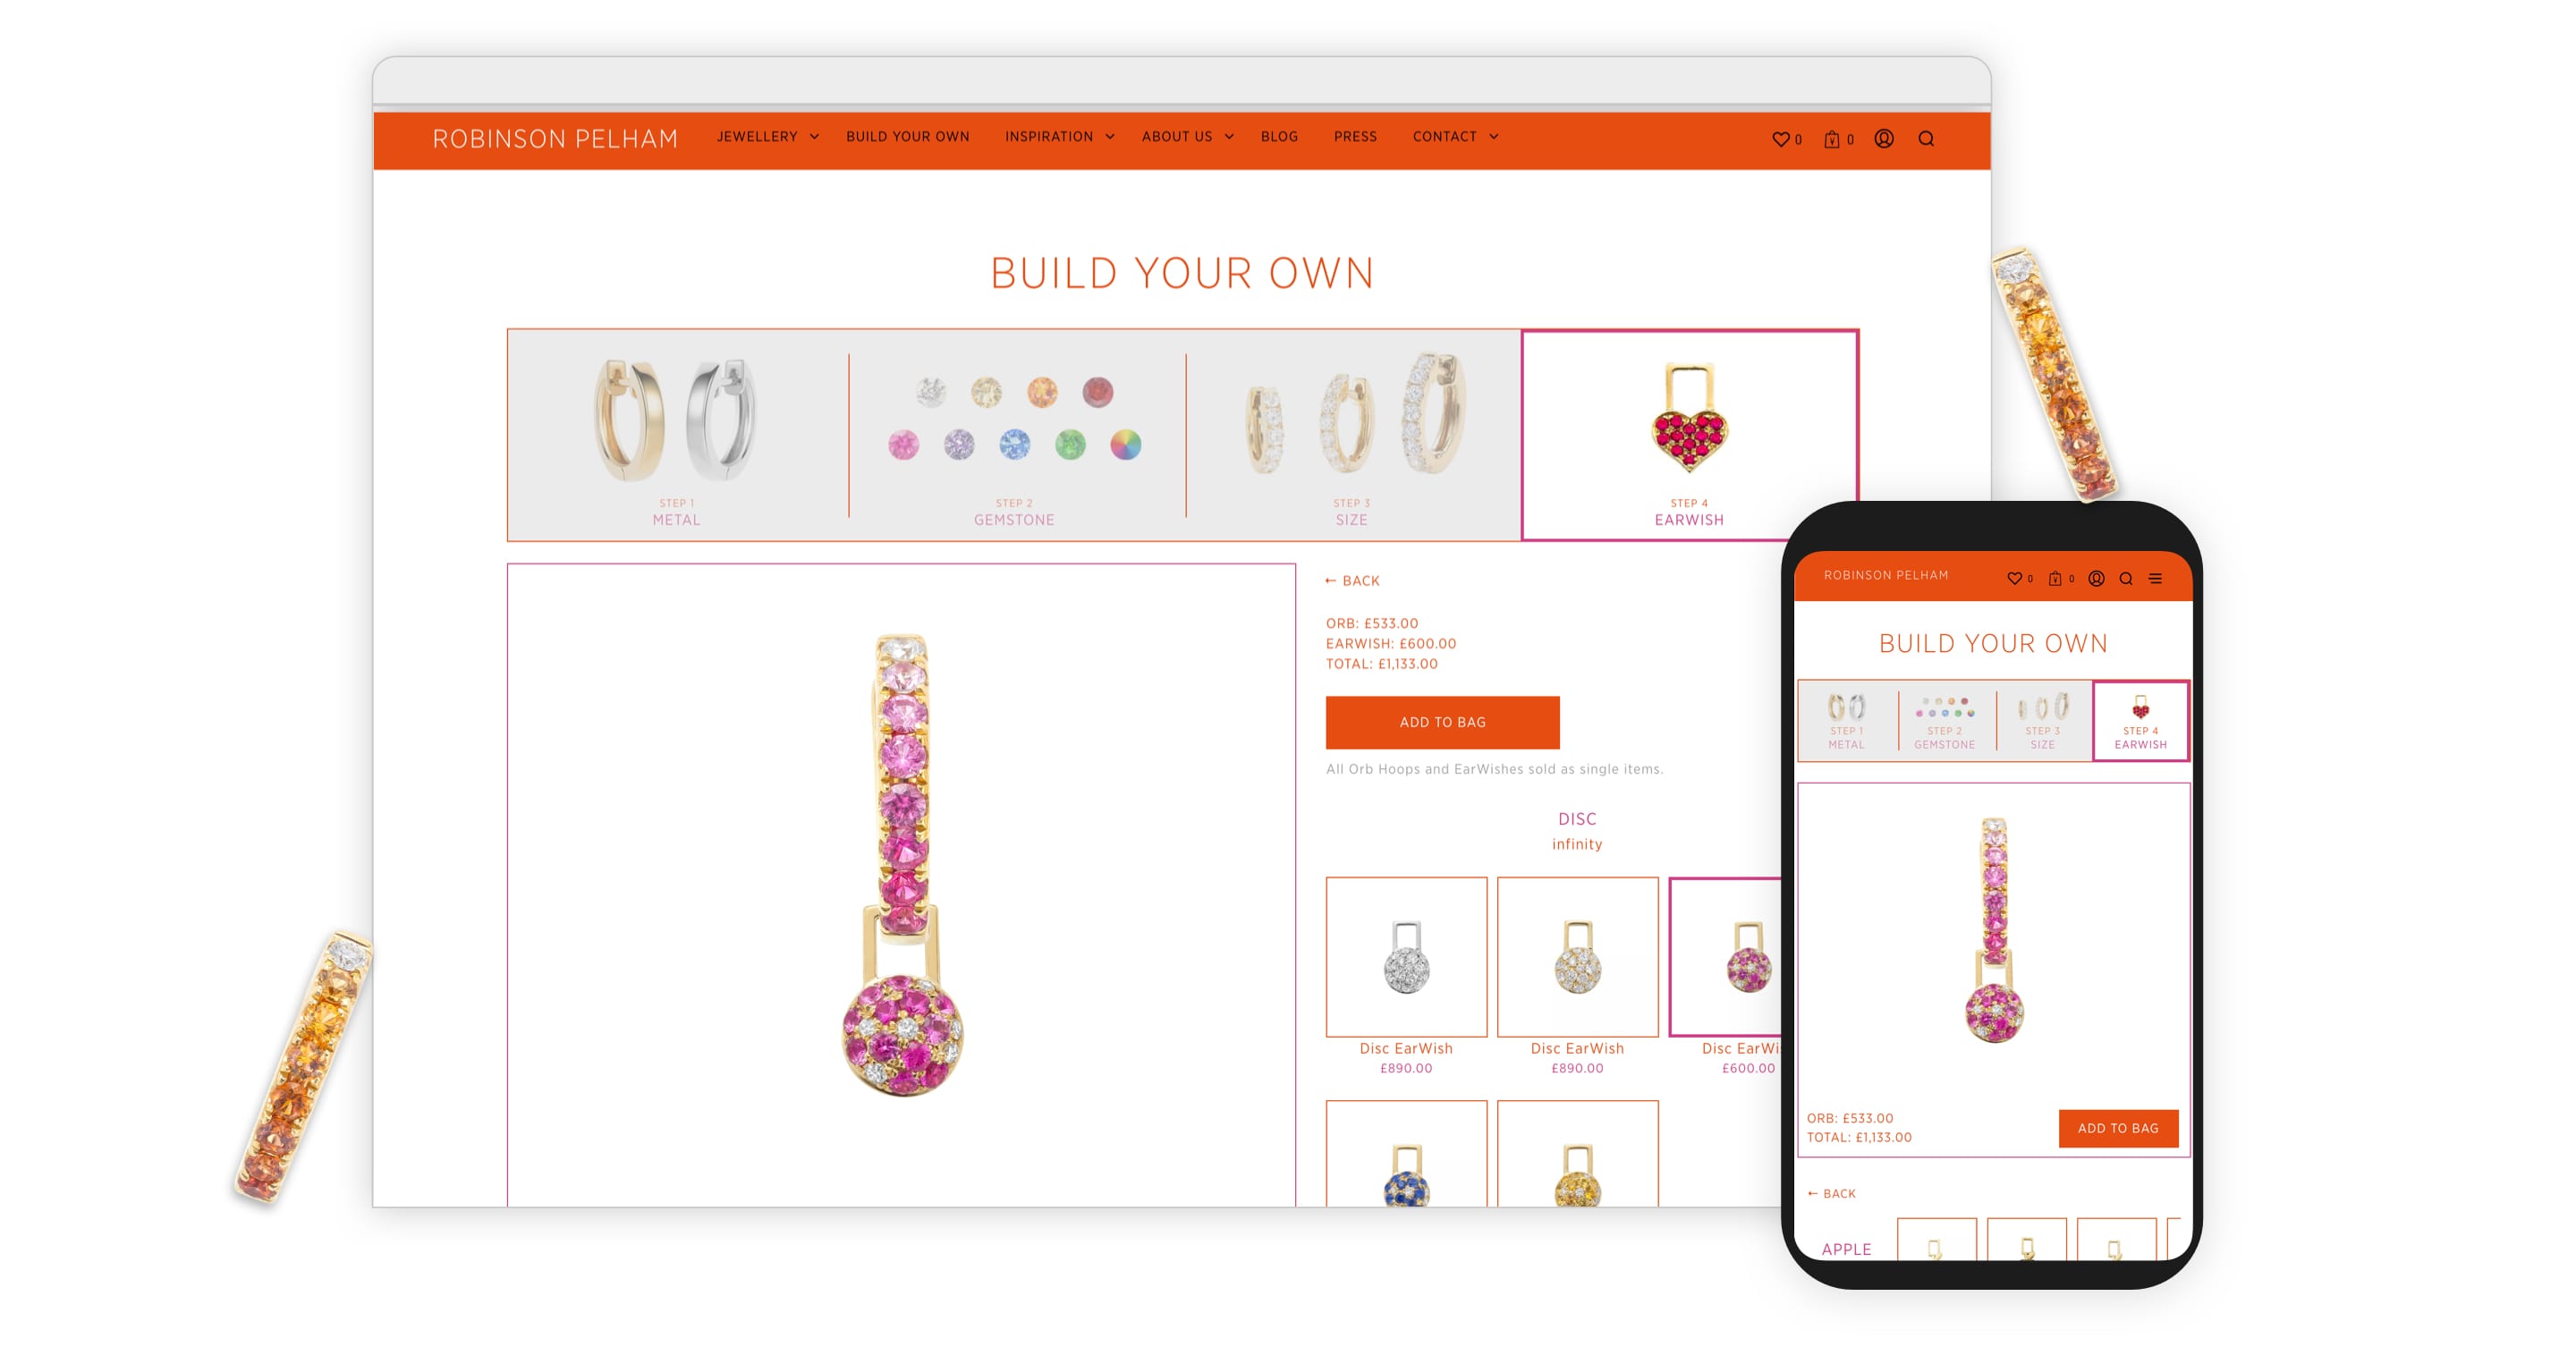 ROBINSON PELHAM JEWELLERY BUILD YOUR OWN INSPIRATION ABOUT US BLOG PRESS CONTACT 0 0
BUILD YOUR OWN
STEP 1
METAL
STEP 2
GEMSTONE
STEP 3
SIZE
STEP 4
EARWISH
← BACK
ORB: £533.00
EARWISH: £600.00
TOTAL: £1,133.00
ADD TO BAG
All Orb Hoops and EarWishes sold as single items.
DISC
infinity
Disc EarWish
£890.00
Disc EarWish
£890.00
Disc
£600.00
ROBINSON PELHAM 0 0
BUILD YOUR OWN
STEP 1
METAL
STEP 2
GEMSTONE
STEP 3
SIZE
STEP 4
EARWISH
ORB: £533.00
TOTAL: £1,133.00
ADD TO BAG
← BACK
APPLE